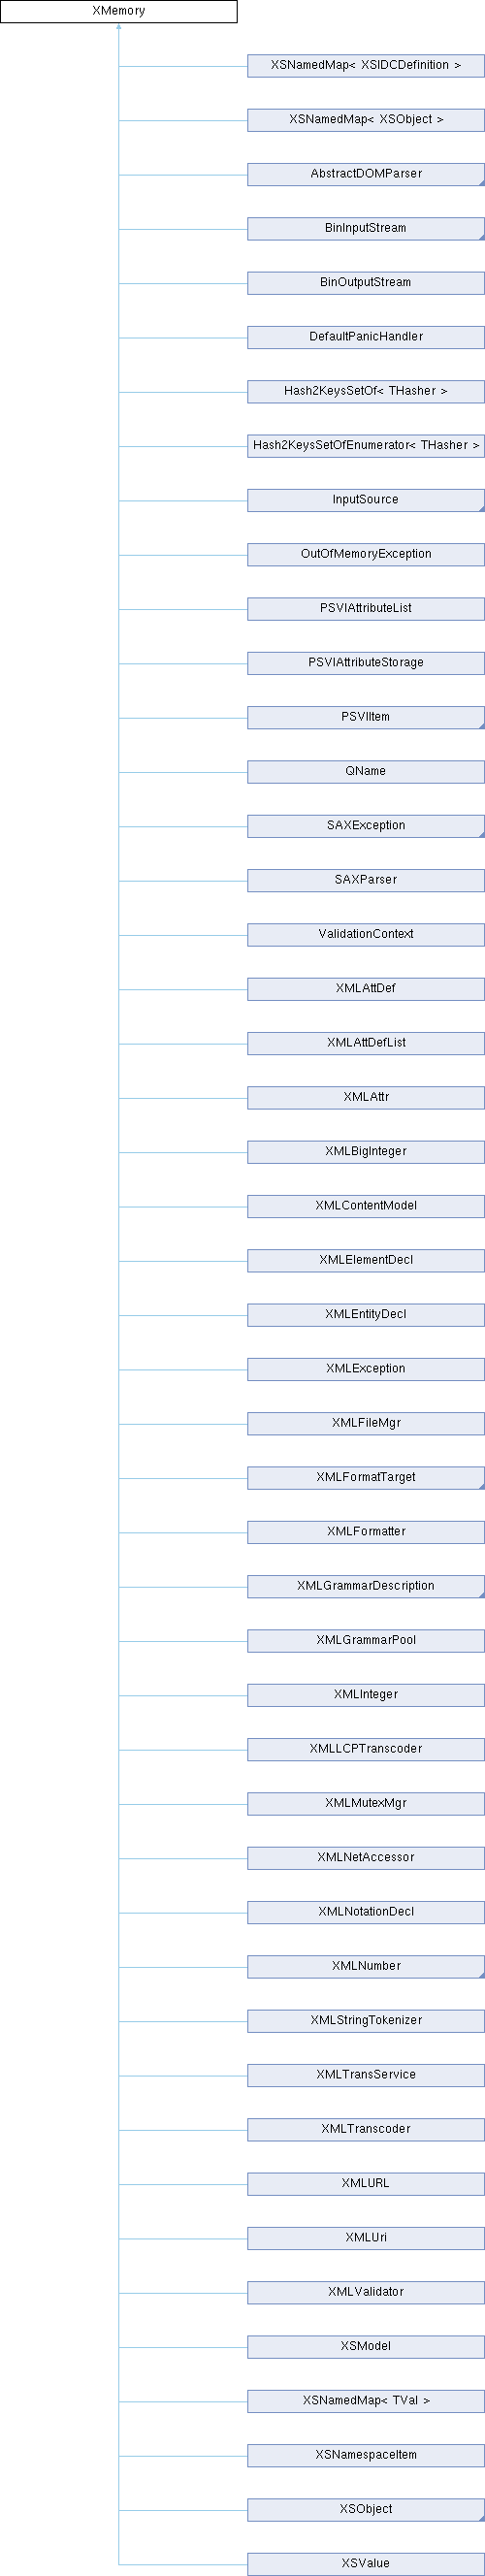 XMemory
XSNamedMap< XSIDCDefinition >
XSNamedMap< XSObject >
AbstractDOMParser
BinInputStream
BinOutputStream
DefaultPanicHandler
Hash2KeysSetOf< THasher >
Hash2KeysSetOfEnumerator< THasher >
InputSource
OutOfMemoryException
PSVIAttributeList
PSVIAttributeStorage
PSVIItem
QName
SAXException
SAXParser
ValidationContext
XMLAttDef
XMLAttDefList
XMLAttr
XMLBigInteger
XMLContentModel
XMLElementDecl
XMLEntityDecl
XMLException
XMLFileMgr
XMLFormatTarget
XMLFormatter
XMLGrammarDescription
XMLGrammarPool
XMLInteger
XMLLCPTranscoder
XMLMutexMgr
XMLNetAccessor
XMLNotationDecl
XMLNumber
XMLStringTokenizer
XMLTransService
XMLTranscoder
XMLURL
XMLUri
XMLValidator
XSModel
XSNamedMap< TVal >
XSNamespaceItem
XSObject
XSValue